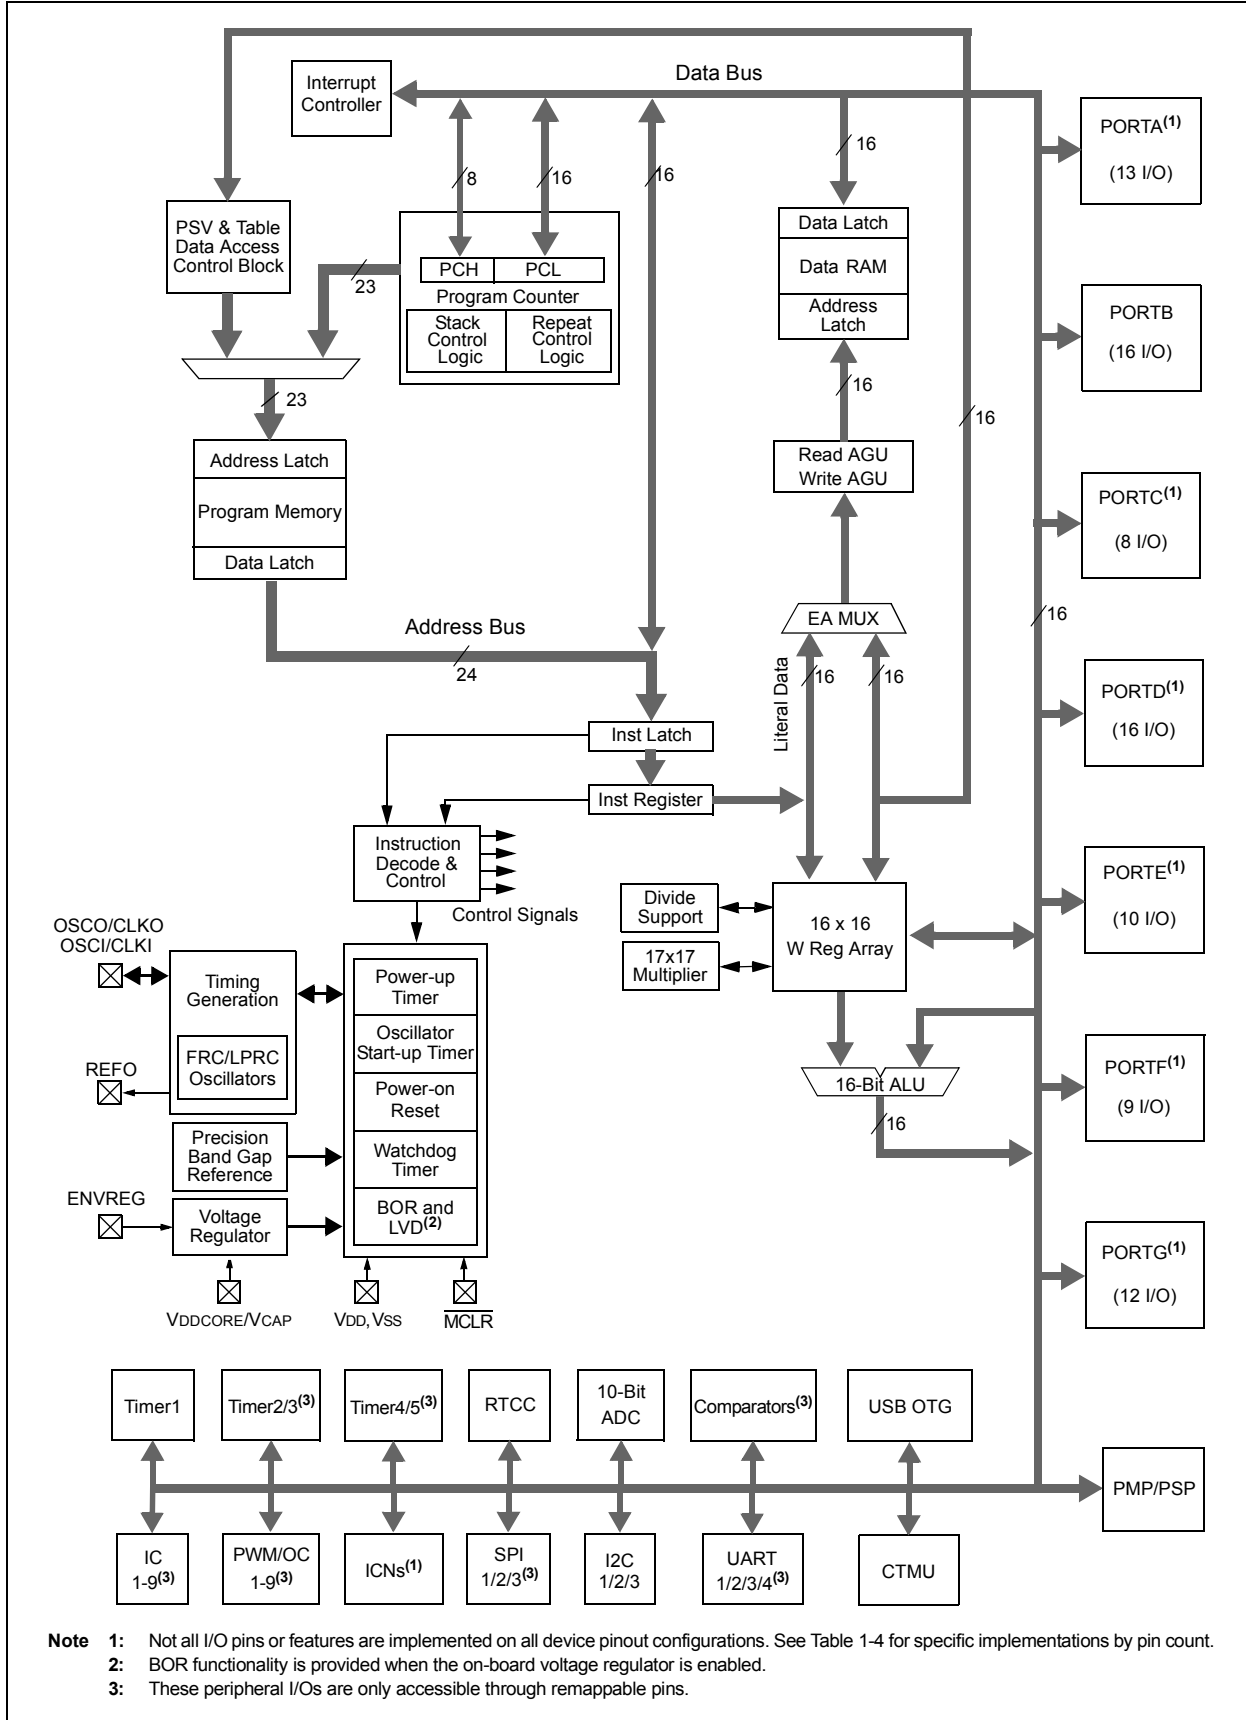 Data Bus
Interrupt
Controller
8
16
16
16
PORTA(1)
(13 I/O)
PSV & Table
Data Access
Control Block
23
PCH
PCL
Program Counter
Stack
Control
Logic
Repeat
Control
Logic
Data Latch
Data RAM
Address
Latch
PORTB
(16 I/O)
23
16
16
Address Latch
Program Memory
Data Latch
Read AGU
Write AGU
PORTC(1)
(8 I/O)
Address Bus
24
EA MUX
16
Literal Data
16
16
PORTD(1)
(16 I/O)
Inst Latch
Inst Register
Instruction
Decode &
Control
Control Signals
Divide
Support
17x17
Multiplier
16 x 16
W Reg Array
PORTE(1)
(10 I/O)
OSCO/CLKO
OSCI/CLKI
Timing
Generation
FRC/LPRC
Oscillators
REFO
Power-up
Timer
Oscillator
Start-up Timer
Power-on
Reset
Watchdog
Timer
BOR and
LVD(2)
16-Bit ALU
16
PORTF(1)
(9 I/O)
Precision
Band Gap
Reference
ENVREG
Voltage
Regulator
VDDCORE/VCAP
VDD, VSS
MCLR
PORTG(1)
(12 I/O)
Timer1
Timer2/3(3)
Timer4/5(3)
RTCC
10-Bit
ADC
Comparators(3)
USB OTG
PMP/PSP
IC
1-9(3)
PWM/OC
1-9(3)
ICNs(1)
SPI
1/2/3(3)
I2C
1/2/3
UART
1/2/3/4(3)
CTMU
Note 1: Not all I/O pins or features are implemented on all device pinout configurations. See Table 1-4 for specific implementations by pin count.
2: BOR functionality is provided when the on-board voltage regulator is enabled.
3: These peripheral I/Os are only accessible through remappable pins.